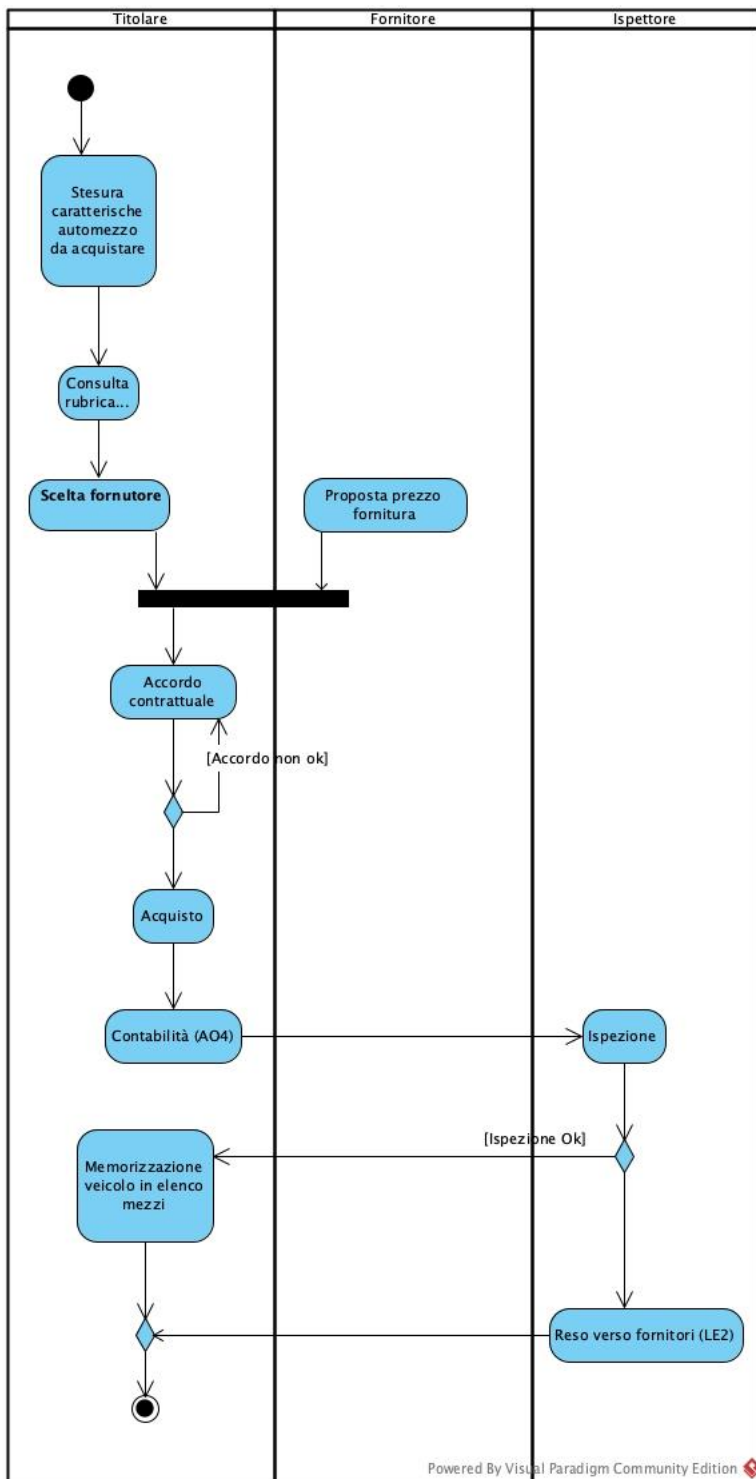 Titolare
Fornitore
Ispettore
Stesura
caratterische
automezzo
da acquistare
Consulta
rubrica...
Scelta fornutore
Proposta prezzo
fornitura
Accordo
contrattuale
[Accordo non ok]
Acquisto
Contabilità (AO4)
Ispezione
[Ispezione Ok]
Memorizzazione
veicolo in elenco
mezzi
Reso verso fornitori (LE2)
Powered By Visual Paradigm Community Edition